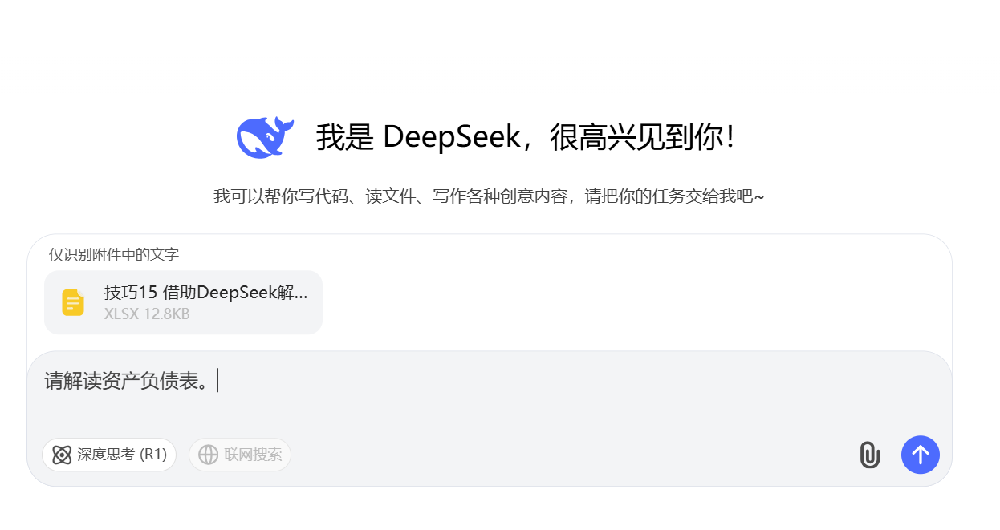 我是 DeepSeek，很高兴见到你！
我可以帮你写代码、读文件、写作各种创意内容，请把你的任务交给我吧~
仅识别附件中的文字
技巧15 借助DeepSeek解...
XLSX 12.8KB
请解读资产负债表。
深度思考 (R1)
联网搜索